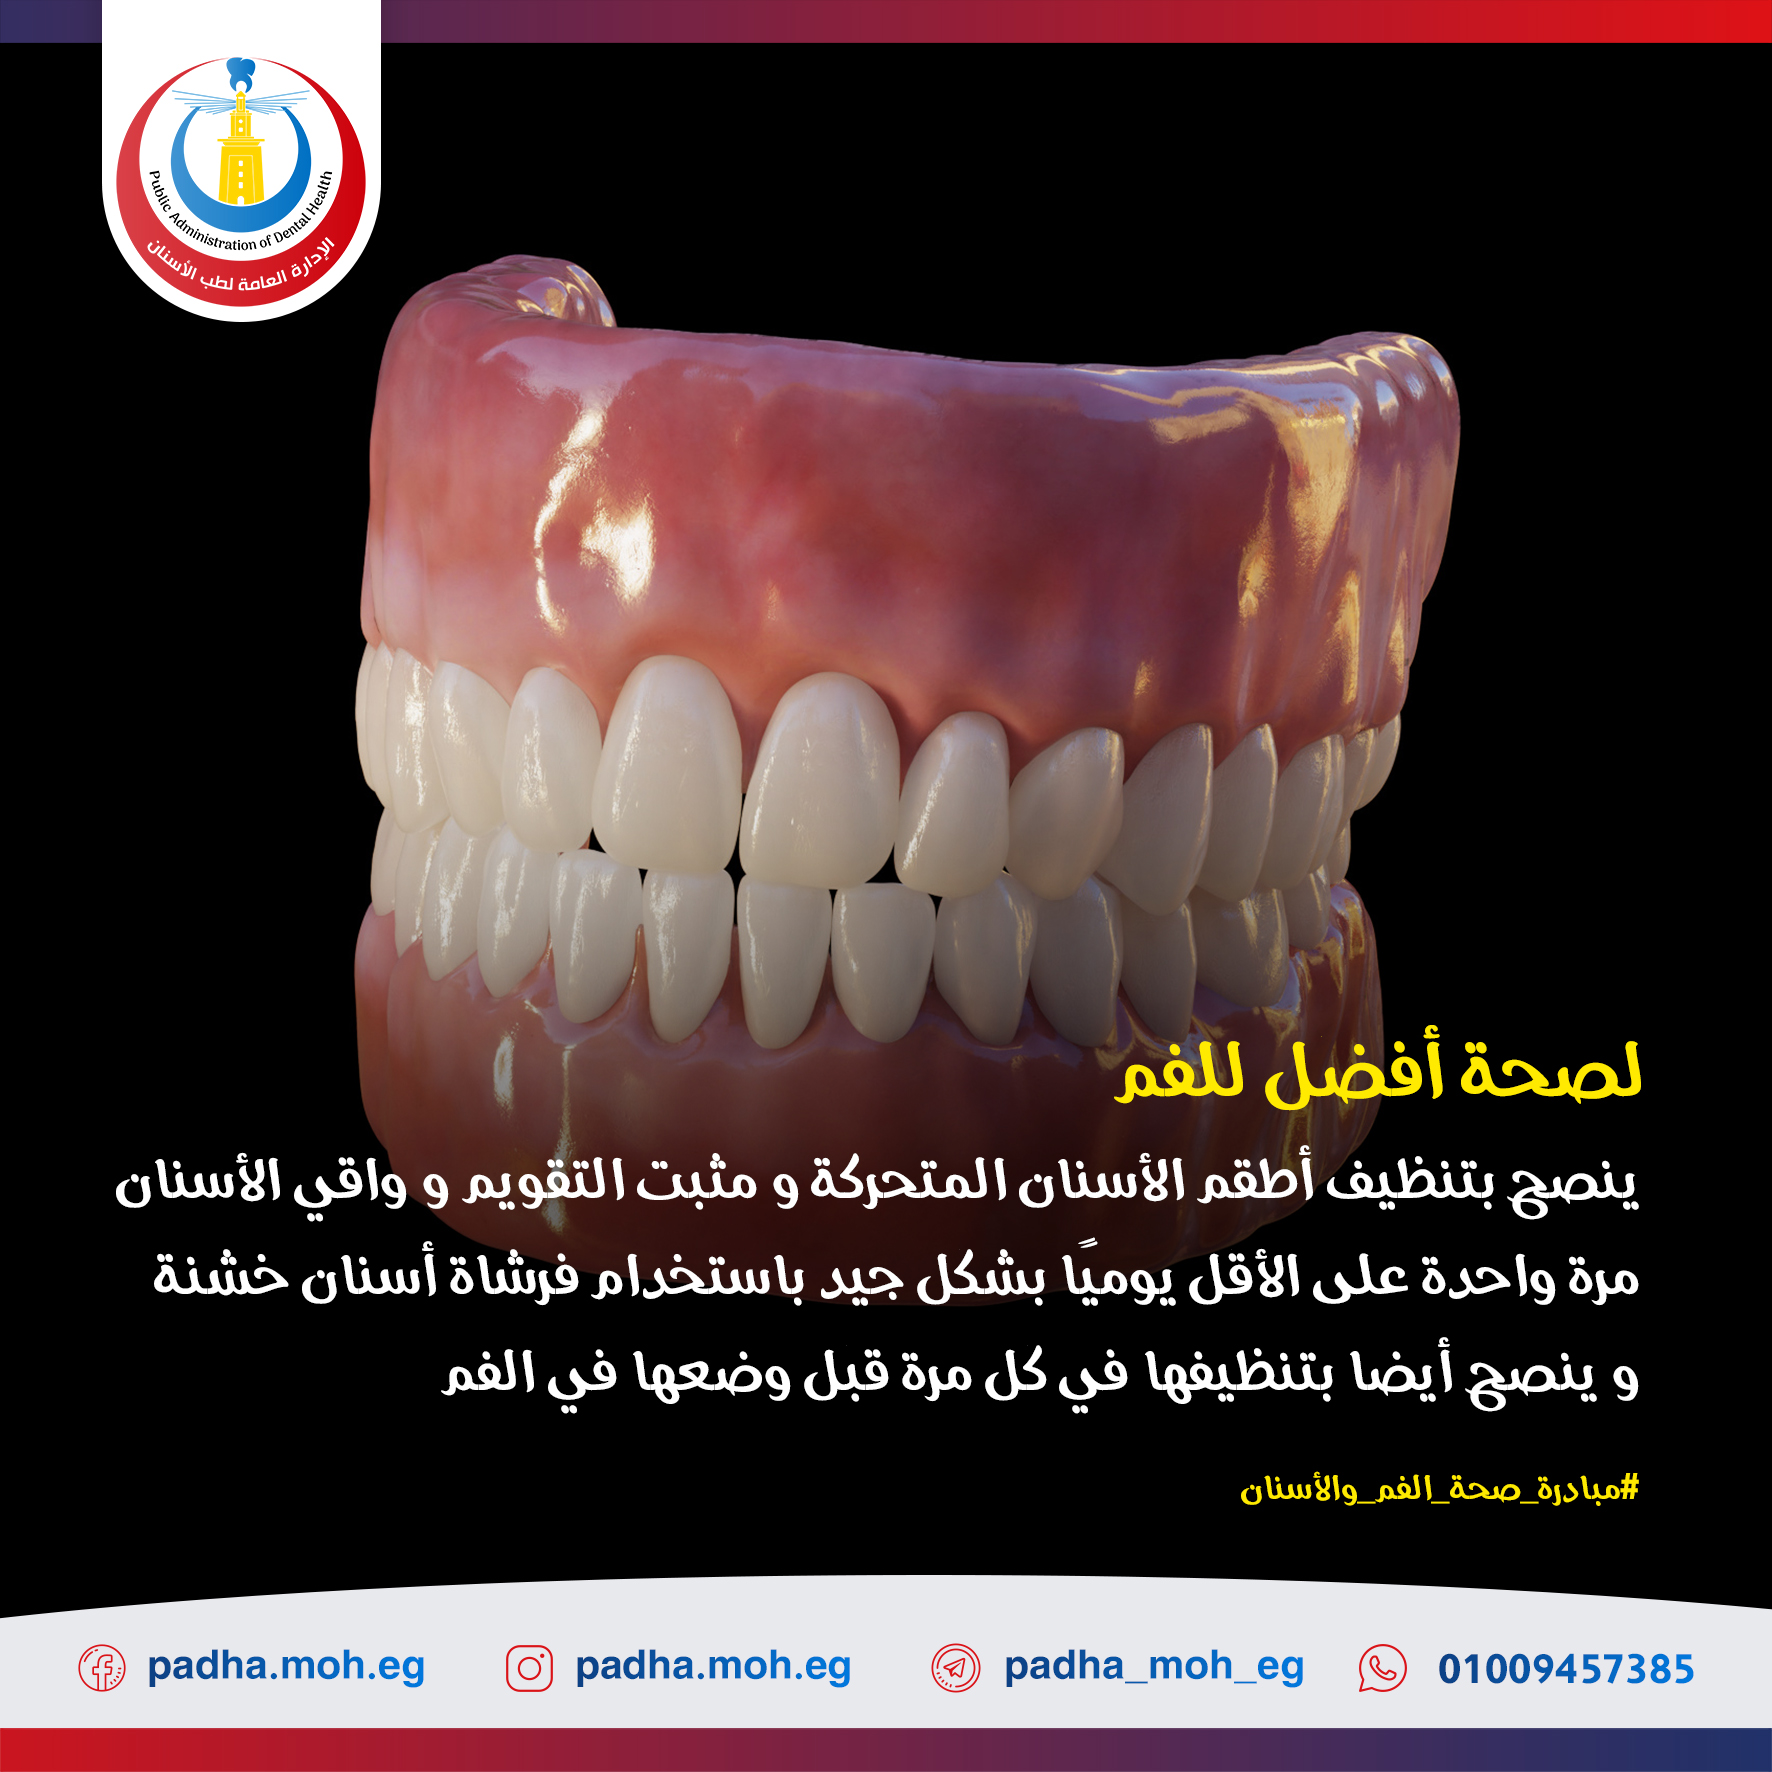 Public Administration of Dental Health
الإدارة العامة لطب الأسنان
لصحة أفضل للفم
ينصح بتنظيف أطقم الأسنان المتحركة و مثبت التقويم و واقي الأسنان
مرة واحدة على الأقل يوميًا بشكل جيد باستخدام فرشاة أسنان خشنة
و ينصح أيضا بتنظيفها في كل مرة قبل وضعها في الفم
#مبادرة_صحة_الفم_والأسنان
padha.moh.eg
padha.moh.eg
padha_moh_eg
01009457385